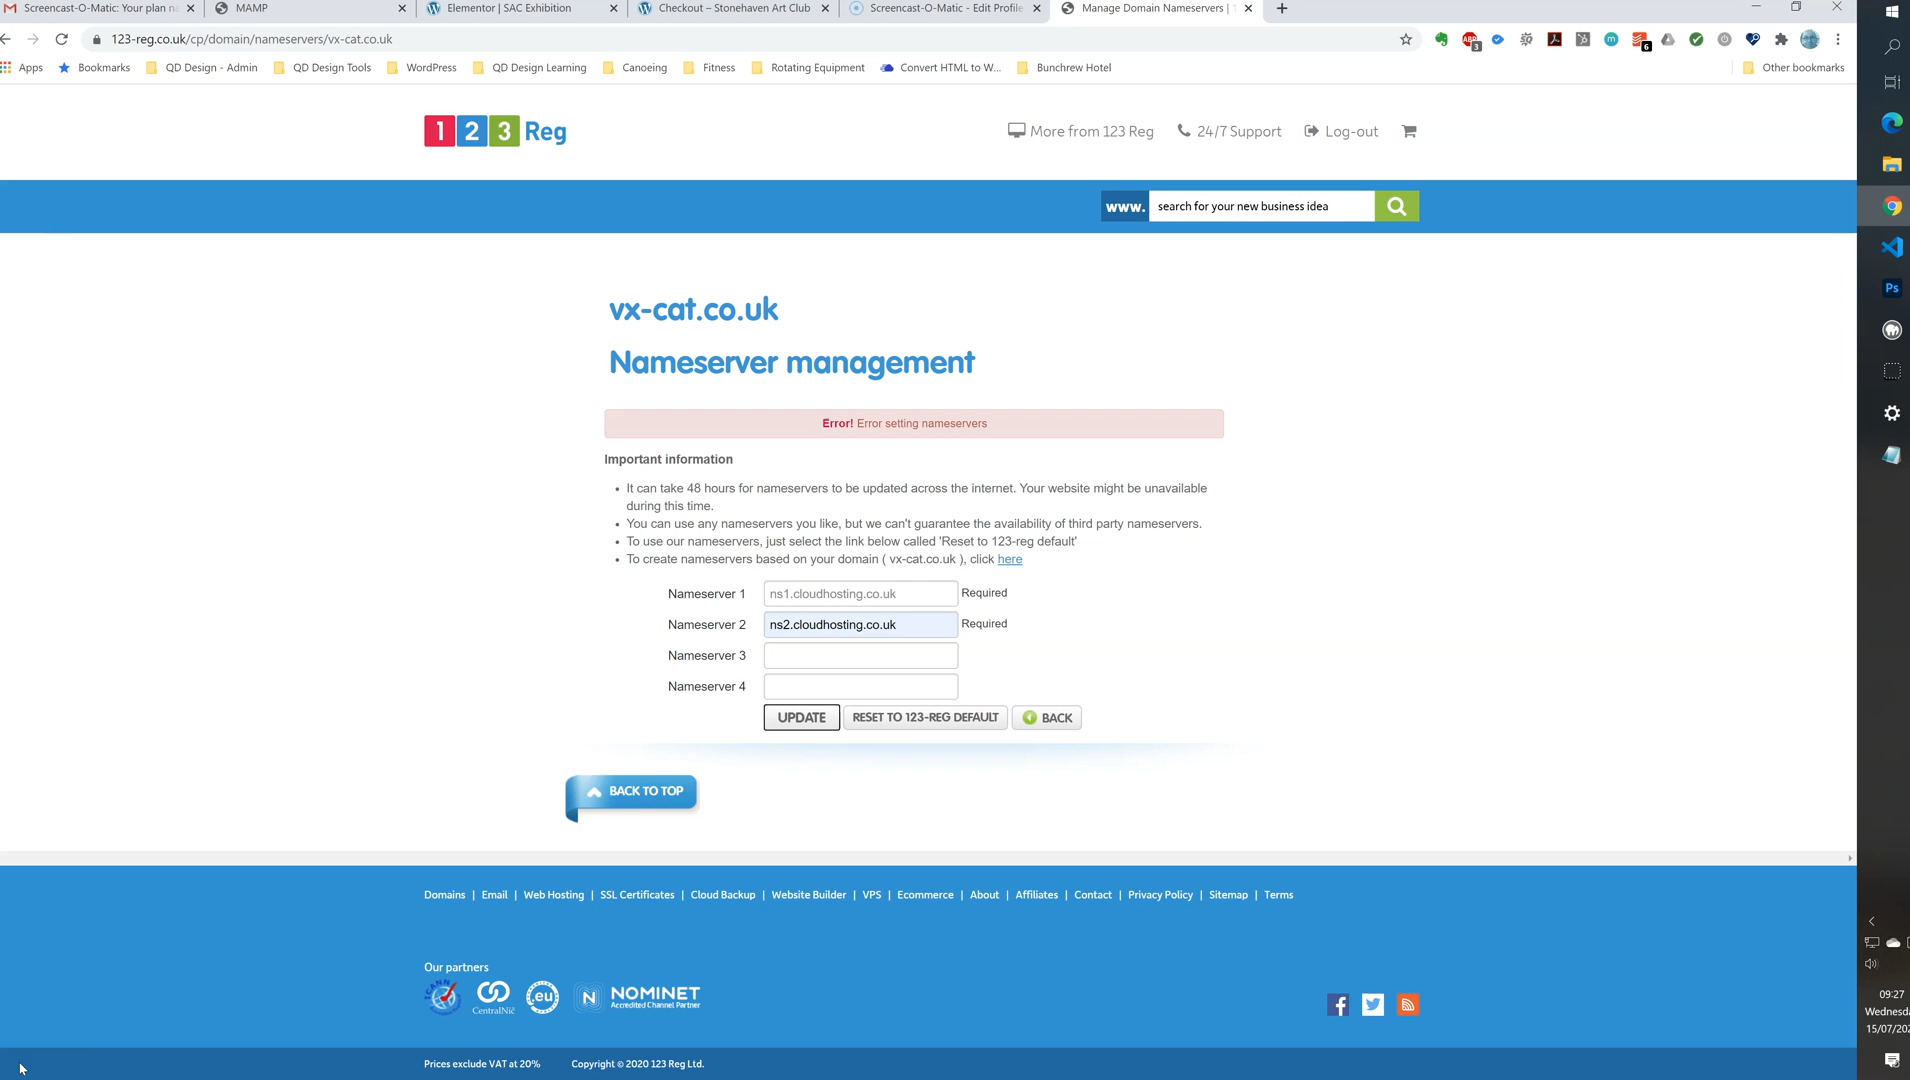 Screencast-O-Matic: Your plan n
MAMP
Elementor | SAC Exhibition
Checkout – Stonehaven Art Club
Screencast-O-Matic - Edit Profile
Manage Domain Nameservers | 1
123-reg.co.uk/cp/domain/nameservers/vx-cat.co.uk
ABP
3
m
6
Apps
Bookmarks
QD Design - Admin
QD Design Tools
WordPress
QD Design Learning
Canoeing
Fitness
Rotating Equipment
Convert HTML to W...
Bunchrew Hotel
Other bookmarks
1 2 3 Reg
More from 123 Reg
24/7 Support
Log-out
www.
search for your new business idea
Ps
vx-cat.co.uk
Nameserver management
Error! Error setting nameservers
Important information
• It can take 48 hours for nameservers to be updated across the internet. Your website might be unavailable
during this time.
• You can use any nameservers you like, but we can't guarantee the availability of third party nameservers.
• To use our nameservers, just select the link below called 'Reset to 123-reg default'
• To create nameservers based on your domain ( vx-cat.co.uk ), click here
Nameserver 1 ns1.cloudhosting.co.uk Required
Nameserver 2 ns2.cloudhosting.co.uk Required
Nameserver 3
Nameserver 4
UPDATE RESET TO 123-REG DEFAULT BACK
BACK TO TOP
Domains | Email | Web Hosting | SSL Certificates | Cloud Backup | Website Builder | VPS | Ecommerce | About | Affiliates | Contact | Privacy Policy | Sitemap | Terms
Our partners
ICANN
CentralNic
.eu
N NOMINET
Accredited Channel Partner
09:27
Wednesd
15/07/202
Prices exclude VAT at 20%
Copyright © 2020 123 Reg Ltd.